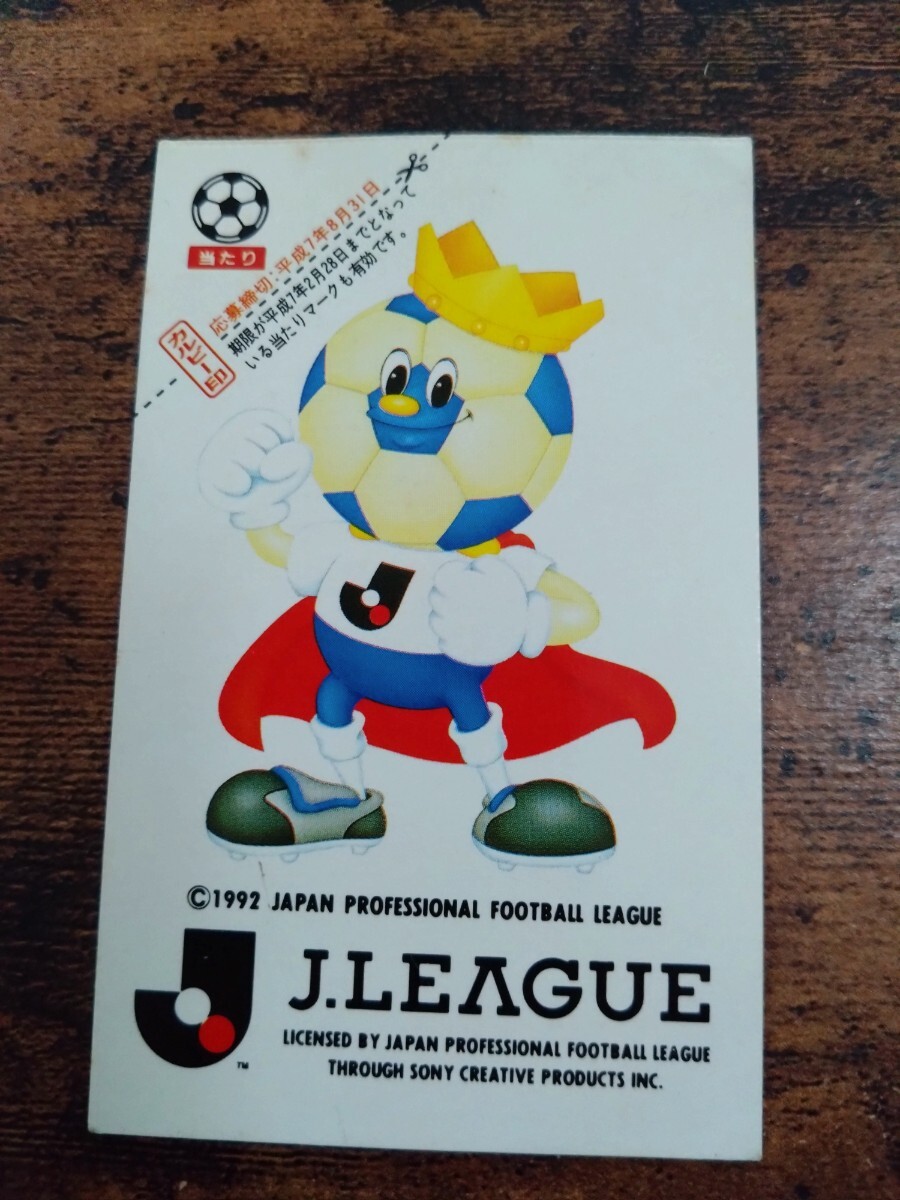 当たり
応募締切:平成7年8月31日
期限が平成7年2月28日までとなって
いる当たりマークも有効です。
カルビー印
J
©1992 JAPAN PROFESSIONAL FOOTBALL LEAGUE
J J.LEAGUE
™
LICENSED BY JAPAN PROFESSIONAL FOOTBALL LEAGUE
THROUGH SONY CREATIVE PRODUCTS INC.